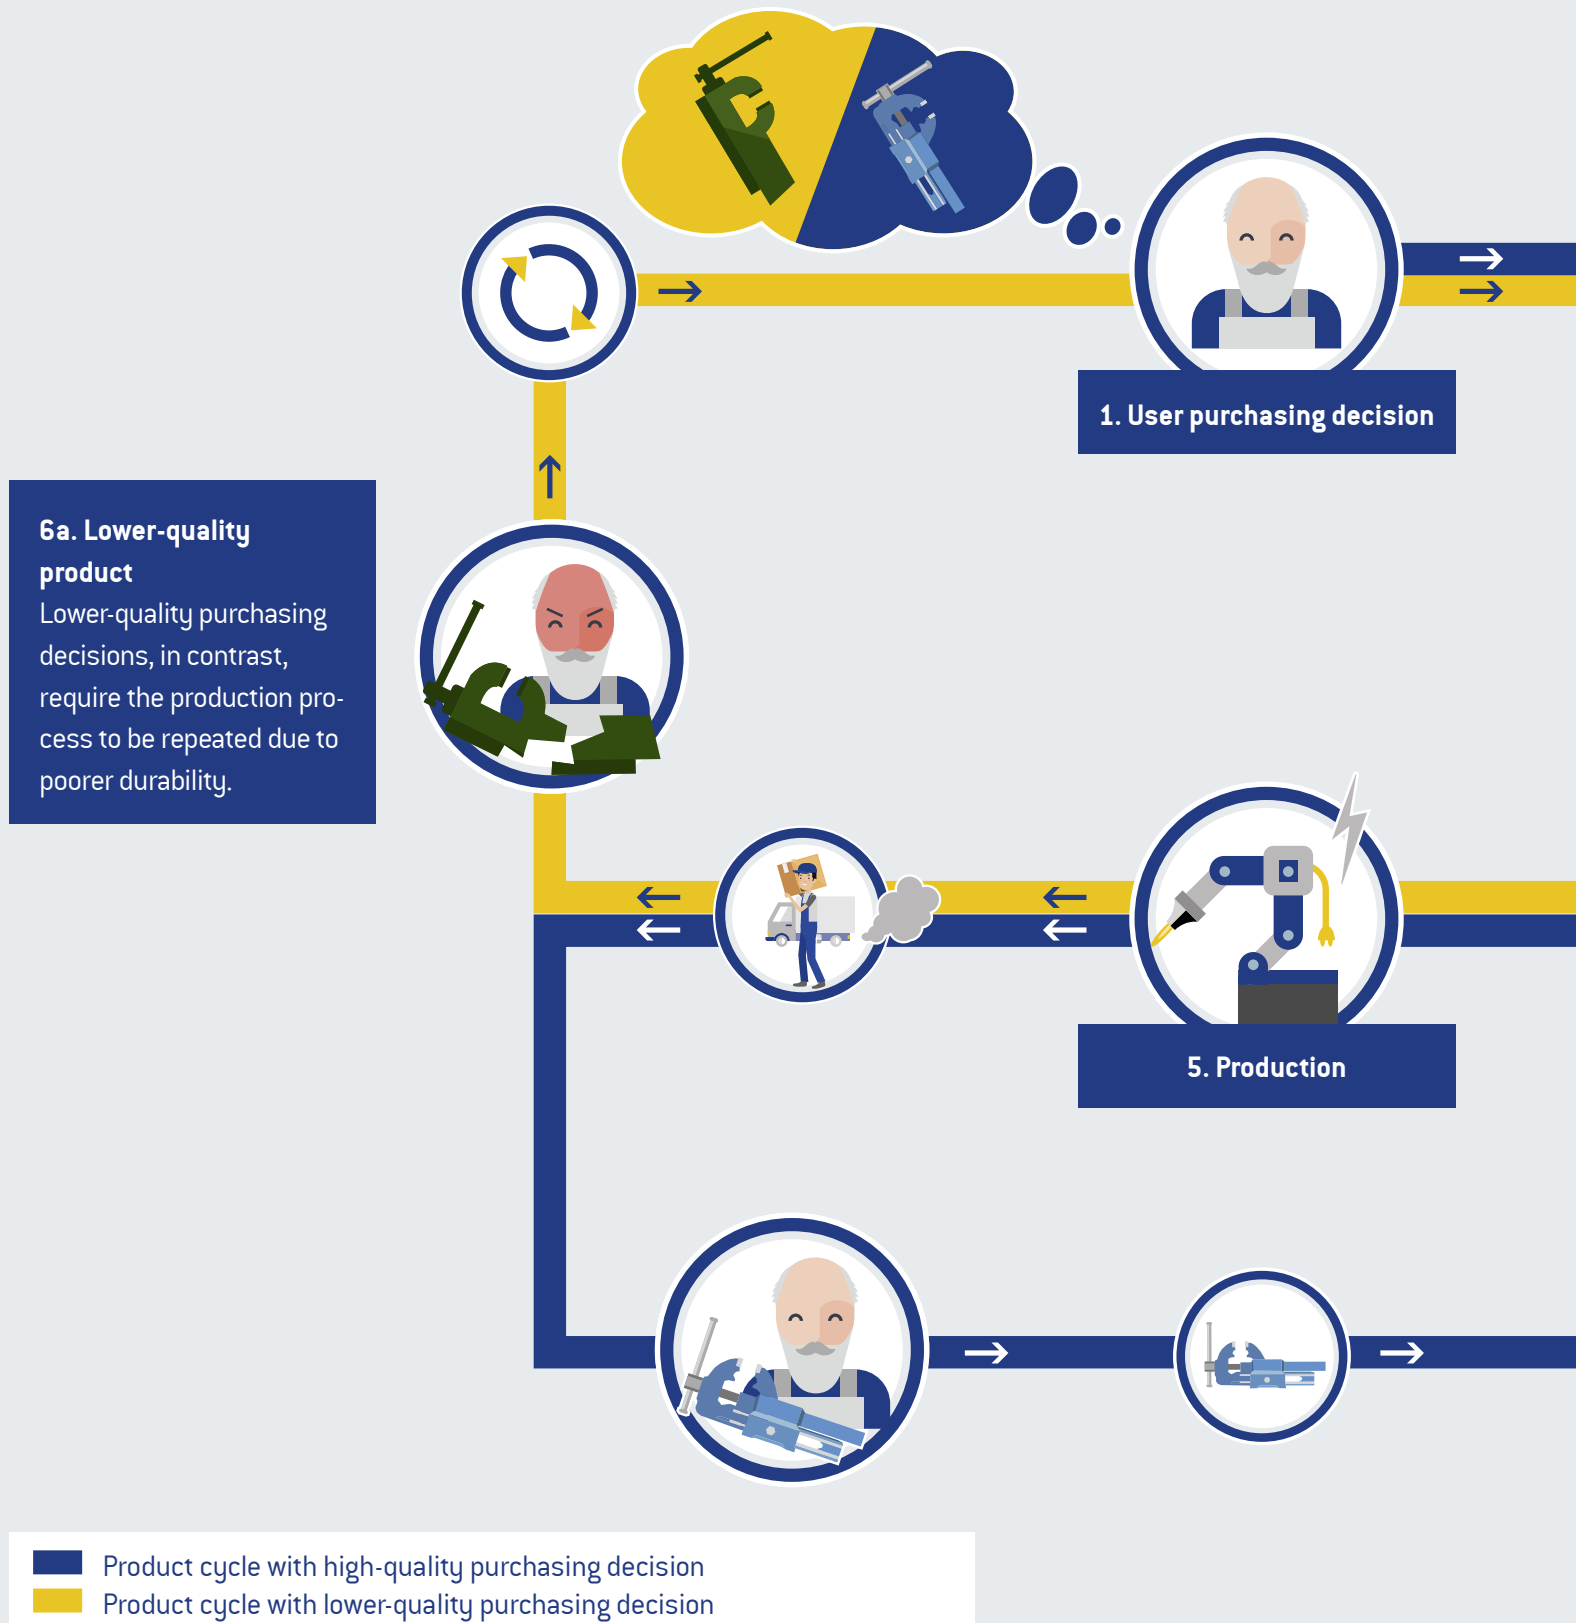 1. User purchasing decision
6a. Lower-quality
product
Lower-quality purchasing
decisions, in contrast,
require the production pro-
cess to be repeated due to
poorer durability.
5. Production
Product cycle with high-quality purchasing decision
Product cycle with lower-quality purchasing decision